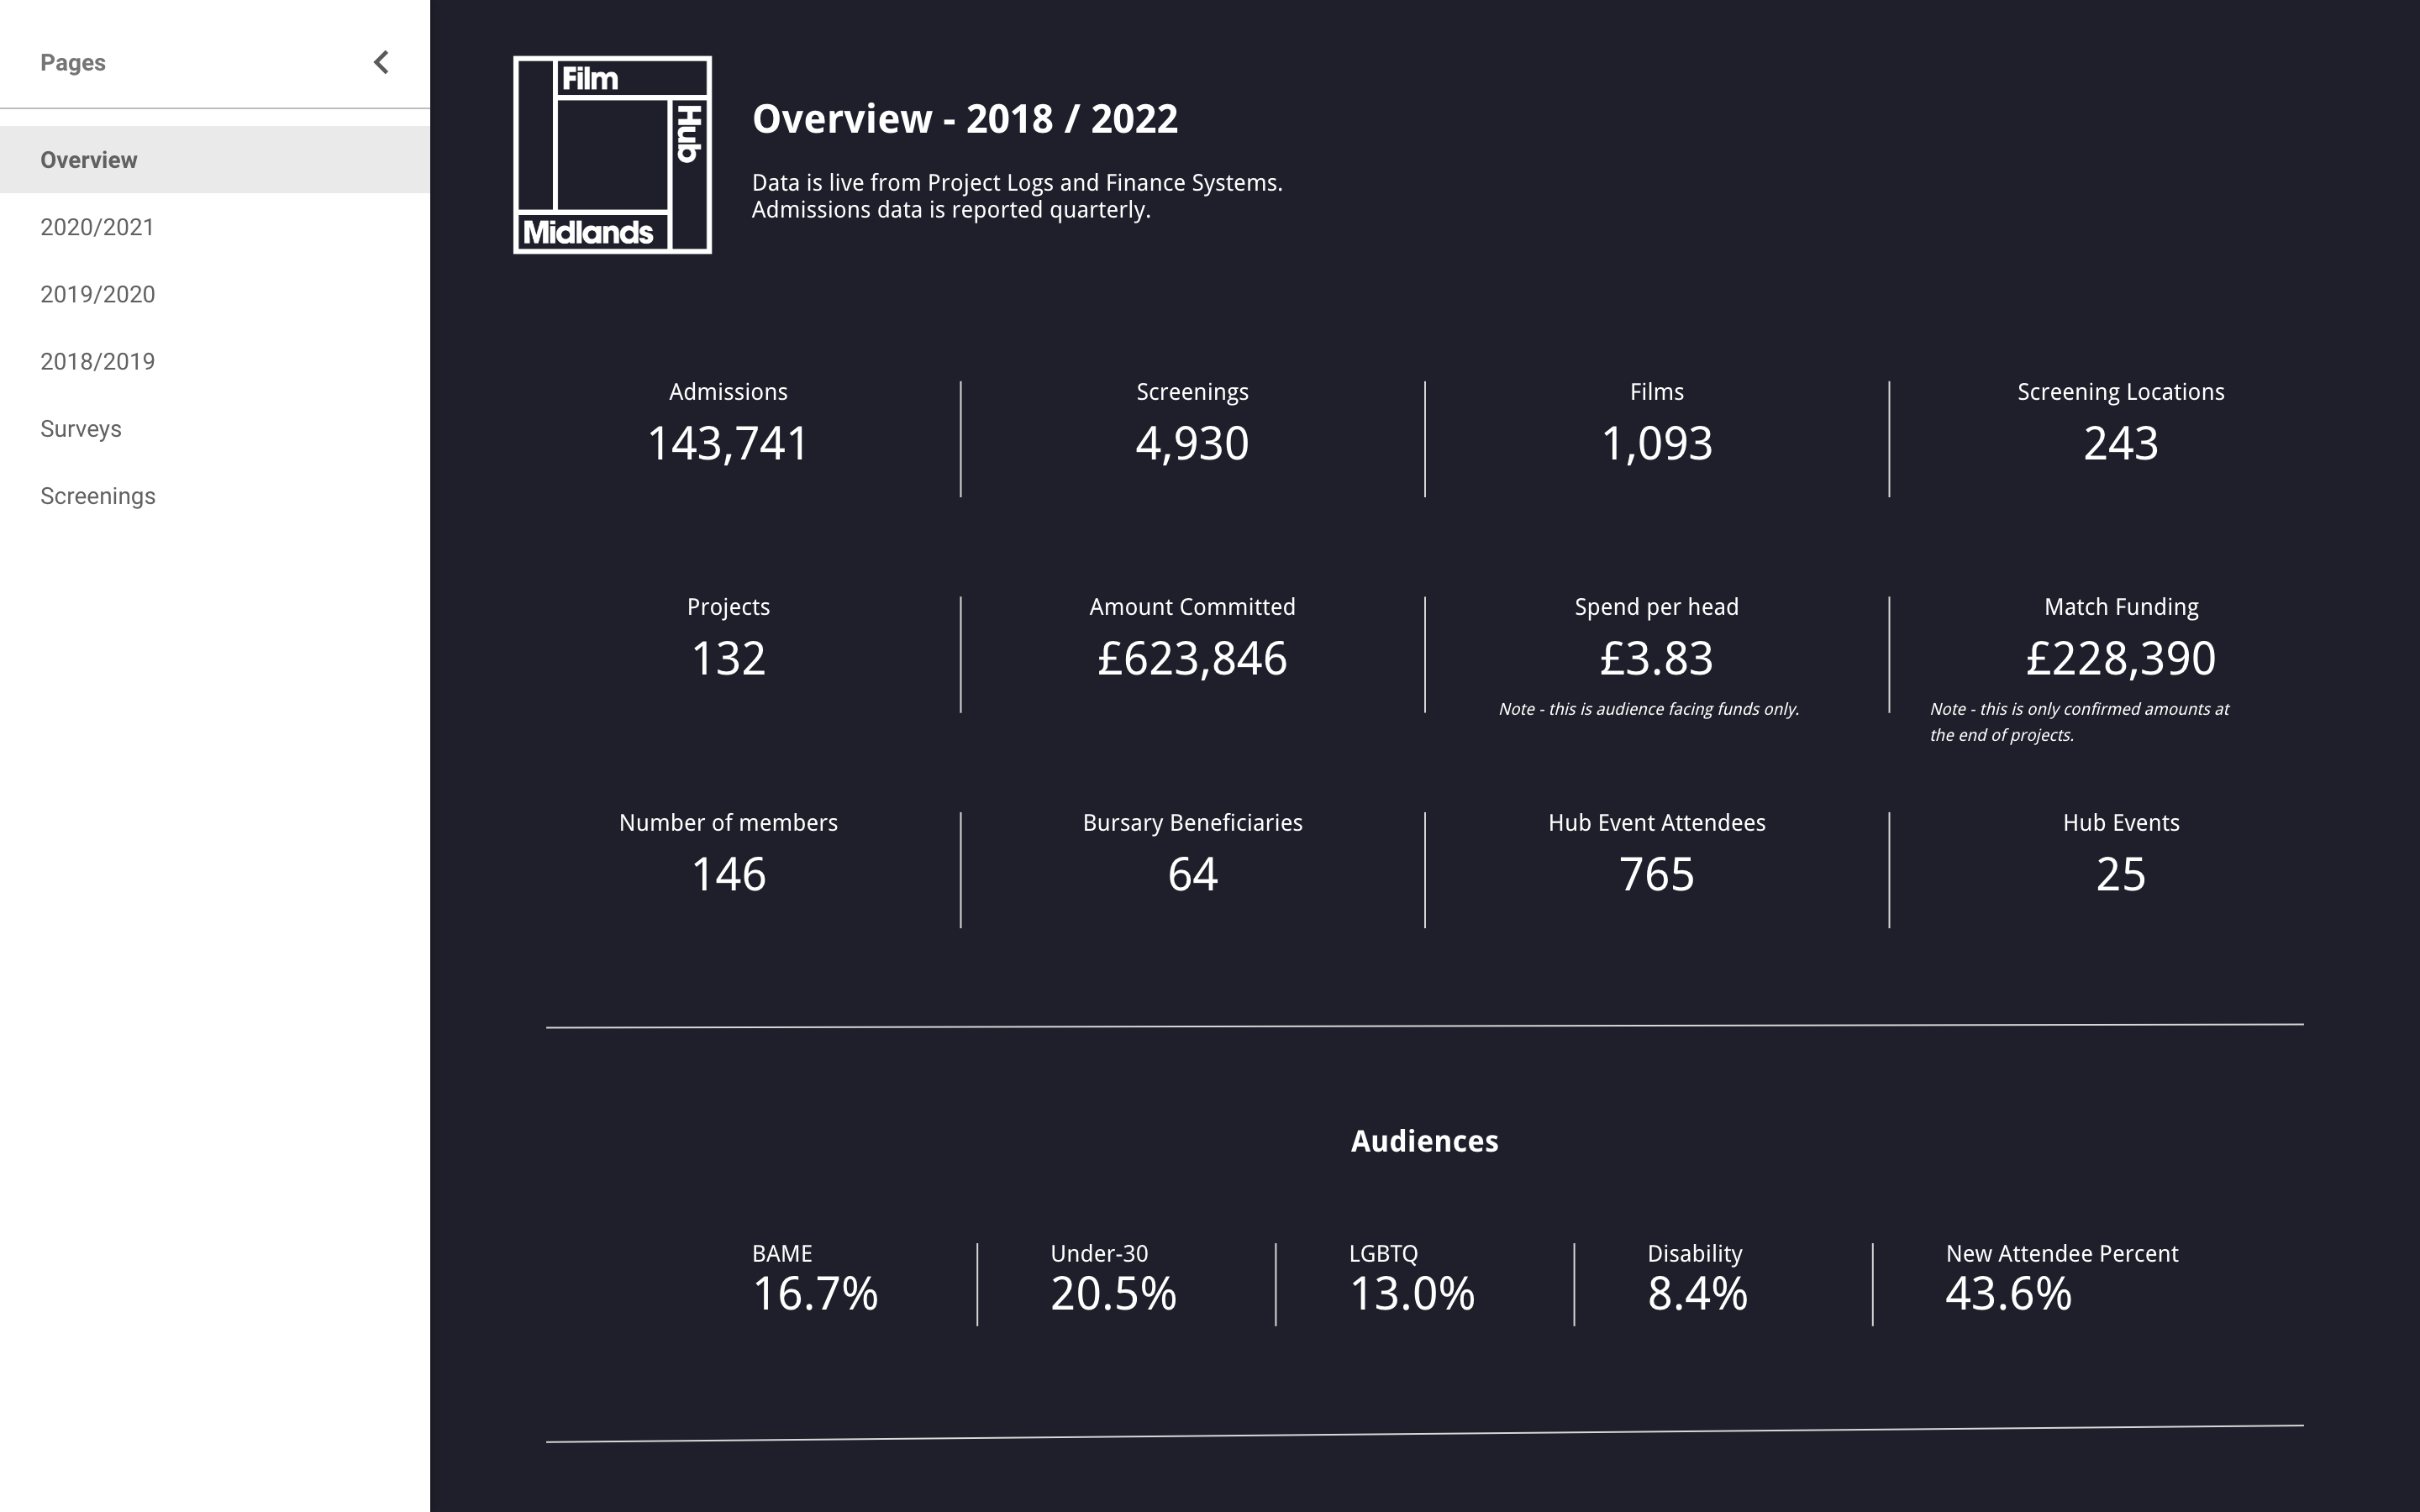 Pages
Overview
2020/2021
2019/2020
2018/2019
Surveys
Screenings
Film
Hub
Midlands
Overview - 2018 / 2022
Data is live from Project Logs and Finance Systems.
Admissions data is reported quarterly.
Admissions
143,741
Screenings
4,930
Films
1,093
Screening Locations
243
Projects
132
Amount Committed
£623,846
Spend per head
£3.83
Note - this is audience facing funds only.
Match Funding
£228,390
Note - this is only confirmed amounts at
the end of projects.
Number of members
146
Bursary Beneficiaries
64
Hub Event Attendees
765
Hub Events
25
Audiences
BAME
16.7%
Under-30
20.5%
LGBTQ
13.0%
Disability
8.4%
New Attendee Percent
43.6%